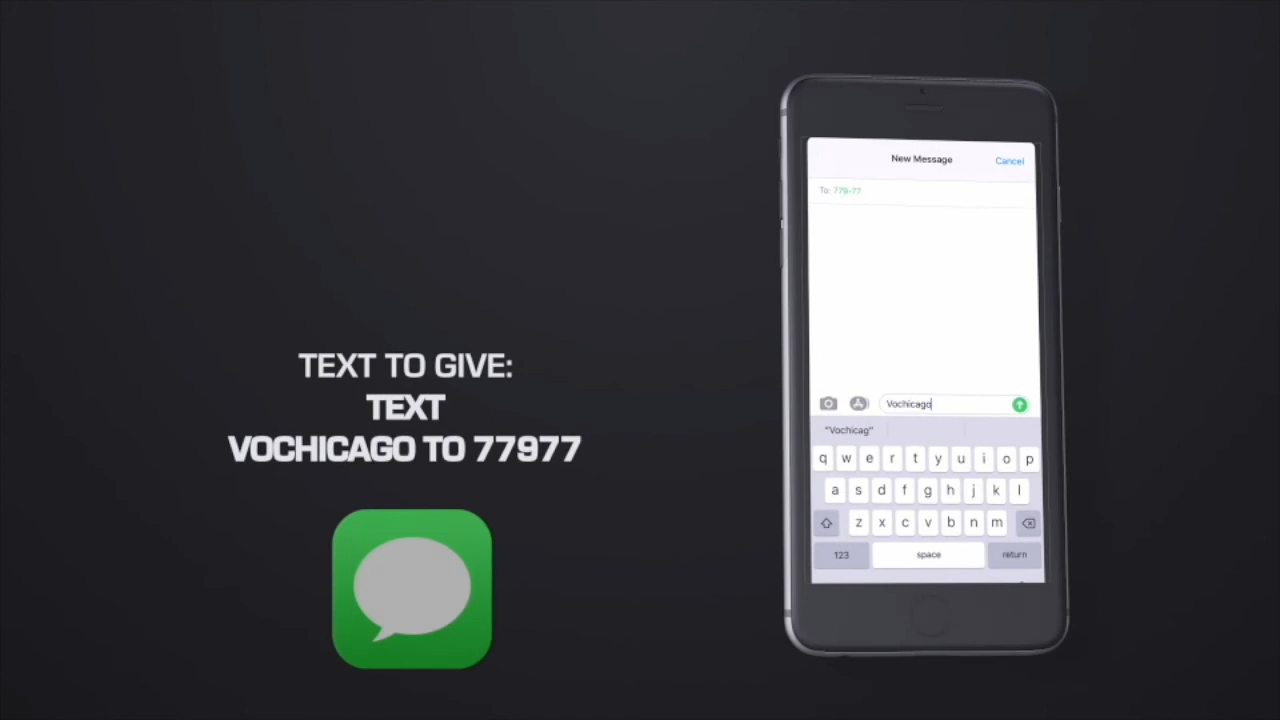 TEXT TO GIVE:
TEXT
VOCHICAGO TO 77977
New Message
Cancel
To: 779-77
Vochicago
"Vochicag"
q w e r t y u i o p
a s d f g h j k l
z x c v b n m
123 space return